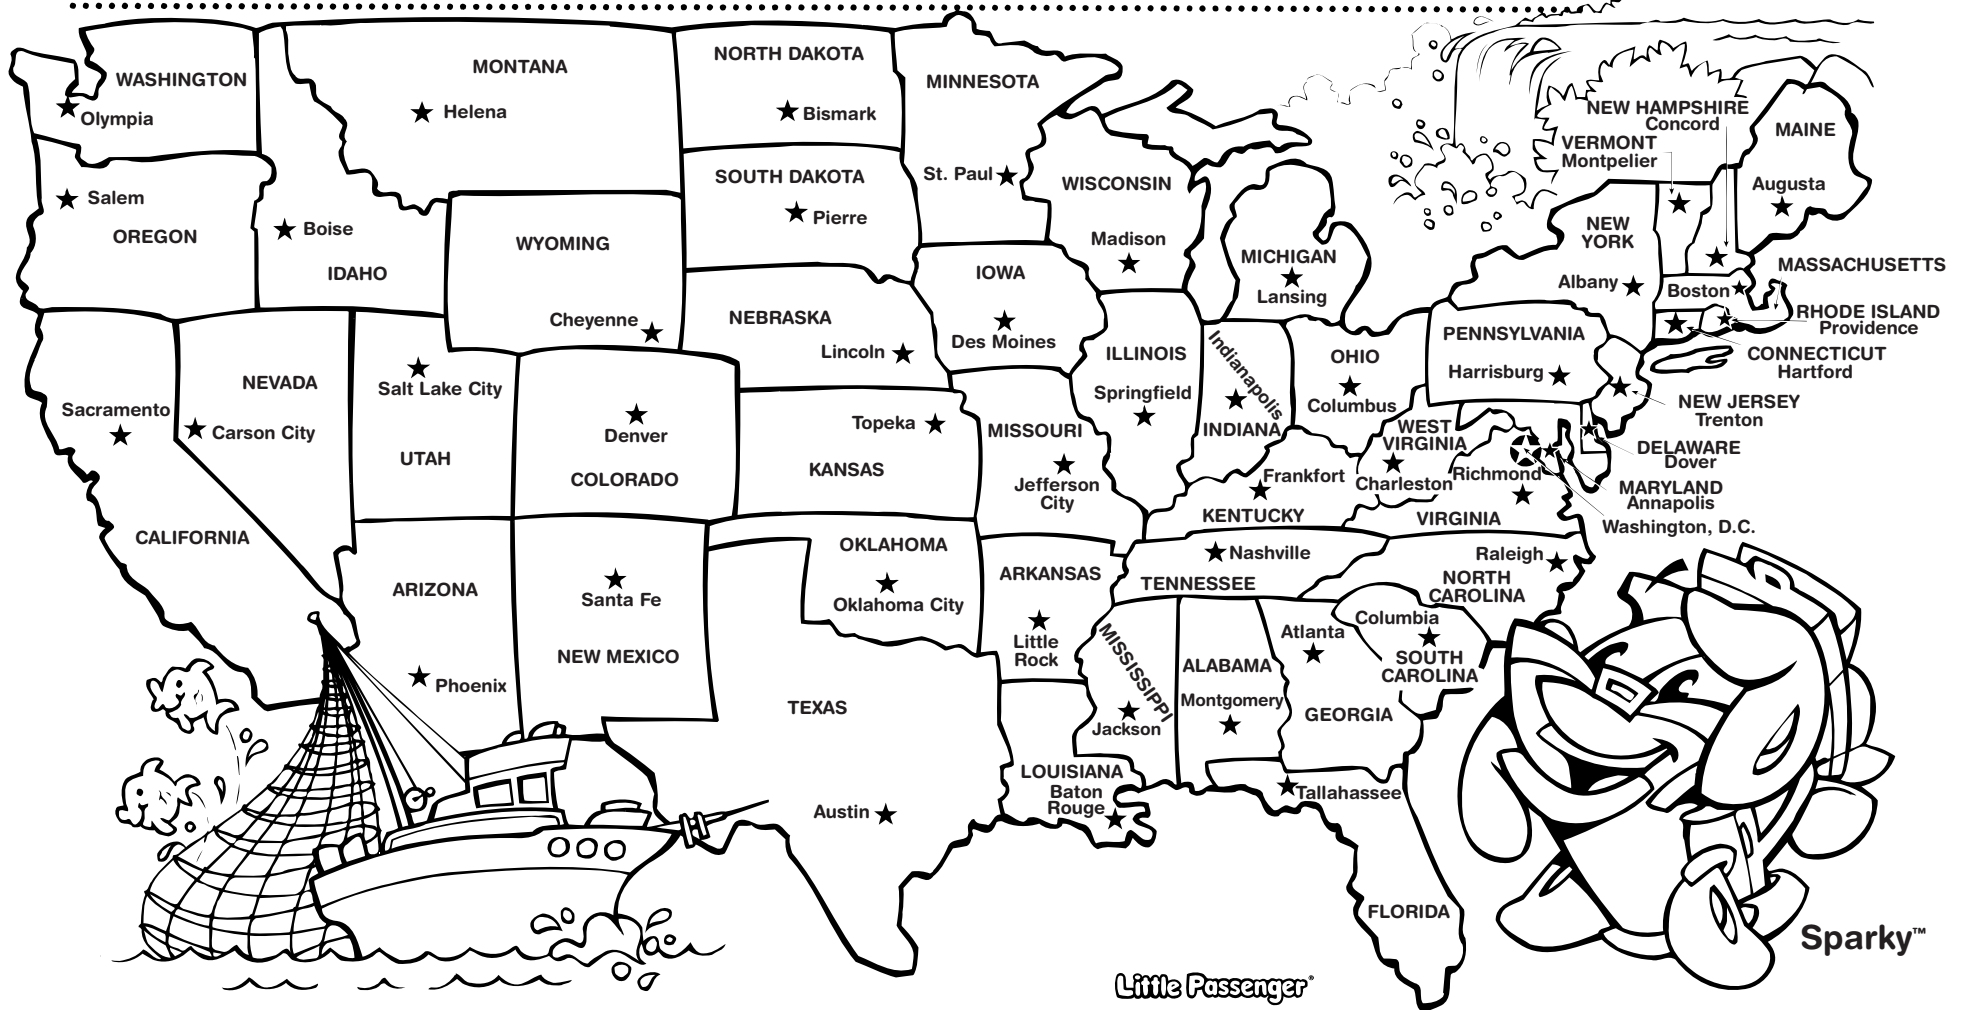 WASHINGTON
Olympia
MONTANA
Helena
NORTH DAKOTA
Bismark
MINNESOTA
St. Paul
SOUTH DAKOTA
Pierre
WISCONSIN
Madison
NEW HAMPSHIRE
Concord
VERMONT
Montpelier
MAINE
Augusta
Salem
OREGON
Boise
IDAHO
WYOMING
Cheyenne
IOWA
Des Moines
MICHIGAN
Lansing
NEW
YORK
Albany
MASSACHUSETTS
Boston
RHODE ISLAND
Providence
CONNECTICUT
Hartford
NEBRASKA
Lincoln
ILLINOIS
Springfield
Indianapolis
INDIANA
OHIO
Columbus
PENNSYLVANIA
Harrisburg
NEW JERSEY
Trenton
DELAWARE
Dover
MARYLAND
Annapolis
Washington, D.C.
Sacramento
CALIFORNIA
NEVADA
Carson City
Salt Lake City
UTAH
Denver
COLORADO
Topeka
KANSAS
MISSOURI
Jefferson
City
Frankfort
KENTUCKY
WEST
VIRGINIA
Charleston
Richmond
VIRGINIA
ARIZONA
Phoenix
Santa Fe
NEW MEXICO
OKLAHOMA
Oklahoma City
ARKANSAS
Little
Rock
Nashville
TENNESSEE
Raleigh
NORTH
CAROLINA
Columbia
SOUTH
CAROLINA
MISSISSIPPI
Jackson
ALABAMA
Montgomery
Atlanta
GEORGIA
TEXAS
Austin
LOUISIANA
Baton
Rouge
Tallahassee
FLORIDA
Sparky™
Little Passenger®